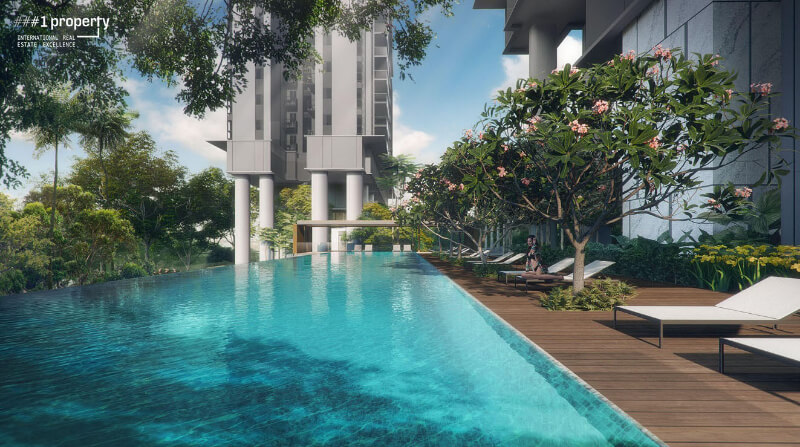 ###1 property
INTERNATIONAL REAL
ESTATE EXCELLENCE